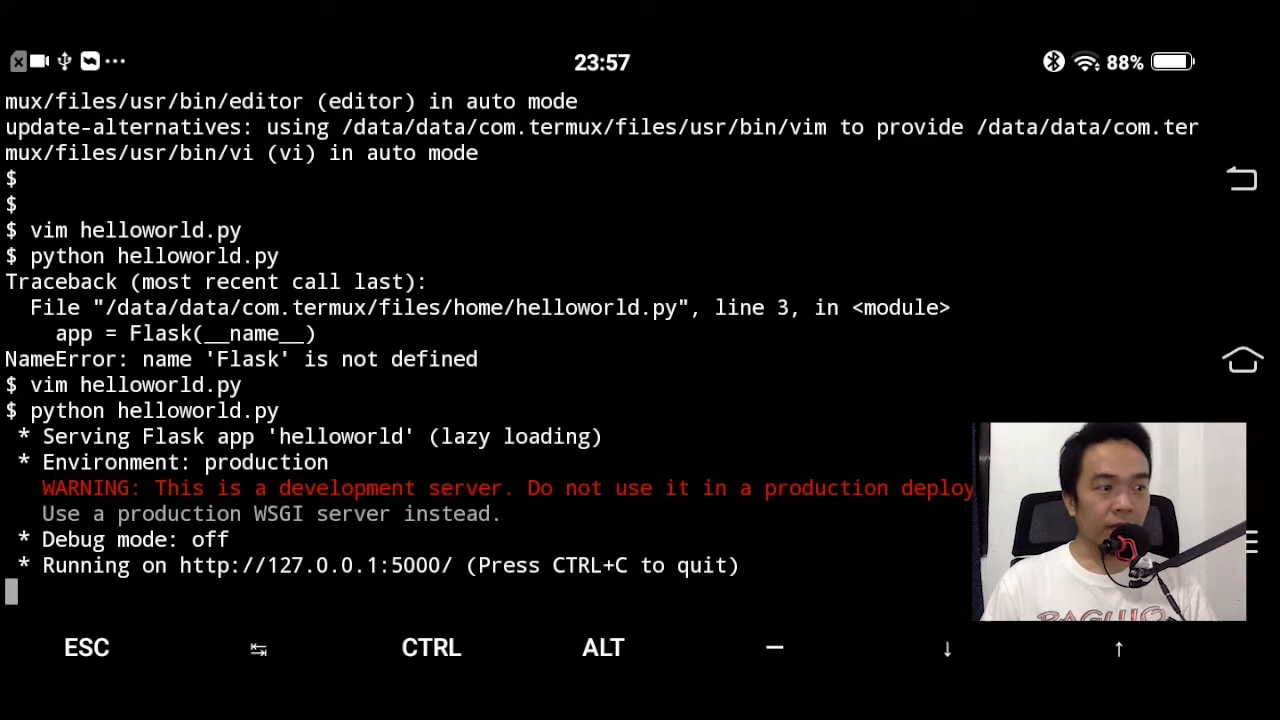 23:57
88%
mux/files/usr/bin/editor (editor) in auto mode
update-alternatives: using /data/data/com.termux/files/usr/bin/vim to provide /data/data/com.ter
mux/files/usr/bin/vi (vi) in auto mode
$
$
$ vim helloworld.py
$ python helloworld.py
Traceback (most recent call last):
  File "/data/data/com.termux/files/home/helloworld.py", line 3, in <module>
    app = Flask(__name__)
NameError: name 'Flask' is not defined
$ vim helloworld.py
$ python helloworld.py
 * Serving Flask app 'helloworld' (lazy loading)
 * Environment: production
   WARNING: This is a development server. Do not use it in a production deploy
   Use a production WSGI server instead.
 * Debug mode: off
 * Running on http://127.0.0.1:5000/ (Press CTRL+C to quit)
BAGUIO
ESC ↹ CTRL ALT — ↓ ↑